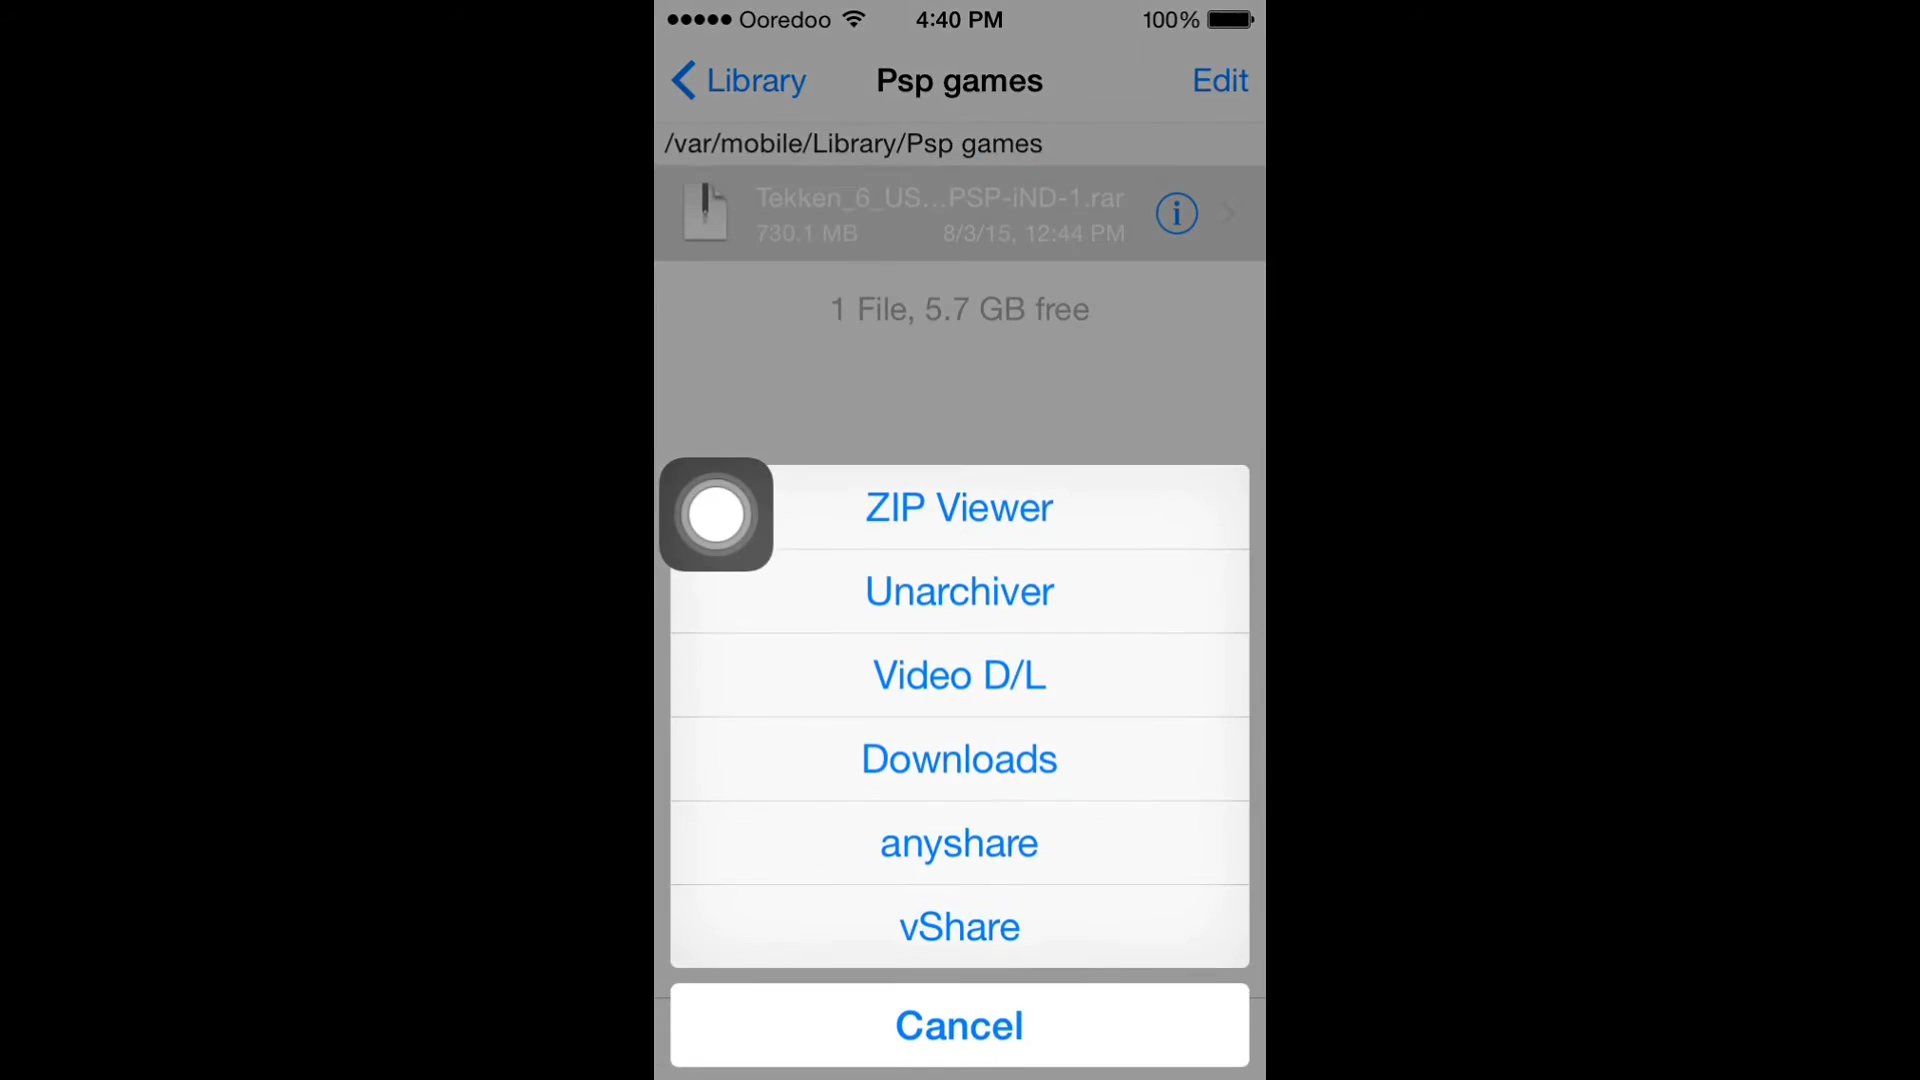 Ooredoo 4:40 PM 100%
Library Psp games Edit
/var/mobile/Library/Psp games
Tekken_6_US...PSP-iND-1.rar
730.1 MB 8/3/15, 12:44 PM
i
1 File, 5.7 GB free
ZIP Viewer
Unarchiver
Video D/L
Downloads
anyshare
vShare
Cancel